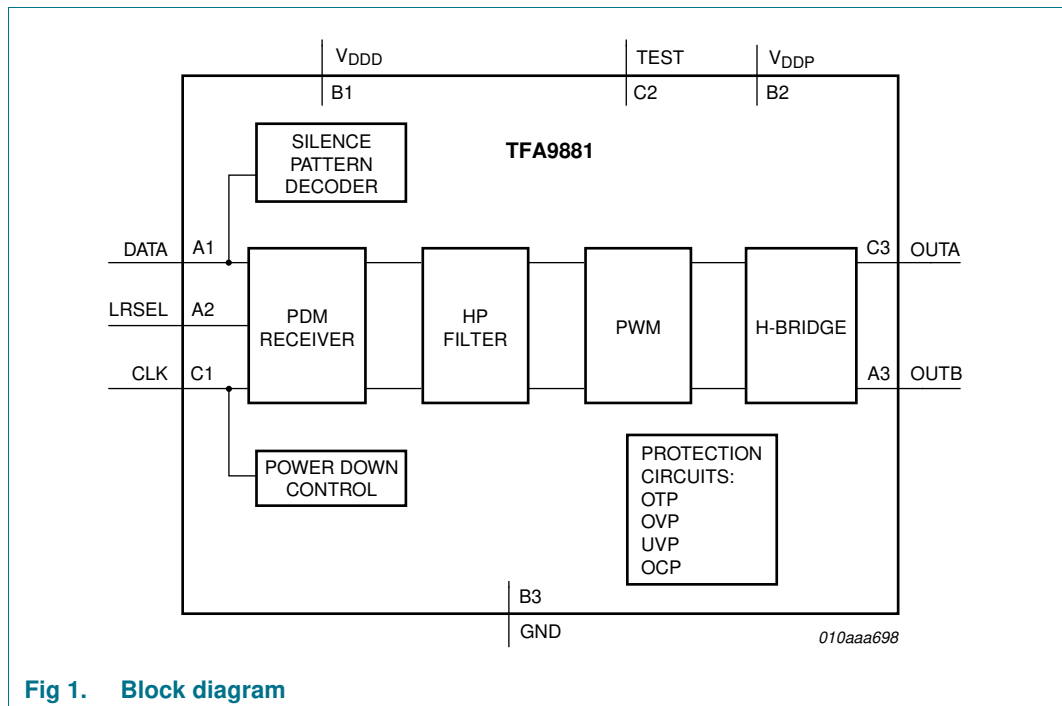 VDDD
TEST
VDDP
B1
C2
B2
SILENCE
PATTERN
DECODER
TFA9881
DATA
A1
C3
OUTA
LRSEL
A2
PDM
RECEIVER
HP
FILTER
PWM
H-BRIDGE
CLK
C1
A3
OUTB
POWER DOWN
CONTROL
PROTECTION
CIRCUITS:
OTP
OVP
UVP
OCP
B3
GND
010aaa698
Fig 1. Block diagram